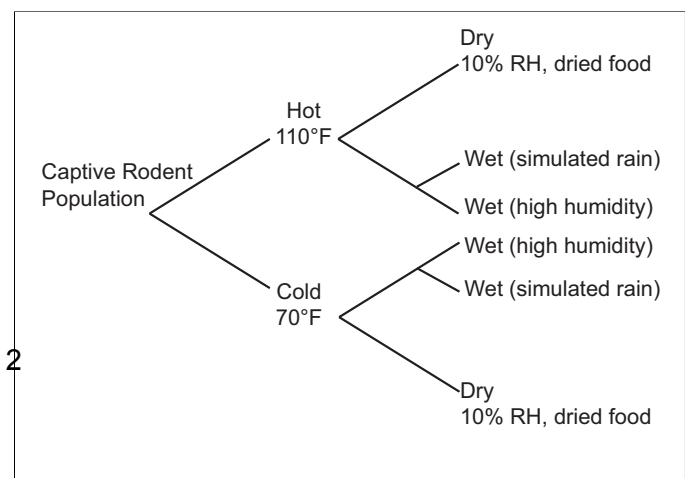 Dry
10% RH, dried food
Hot
110°F
Wet (simulated rain)
Captive Rodent
Population
Wet (high humidity)
Wet (high humidity)
Cold
70°F
Wet (simulated rain)
2
Dry
10% RH, dried food